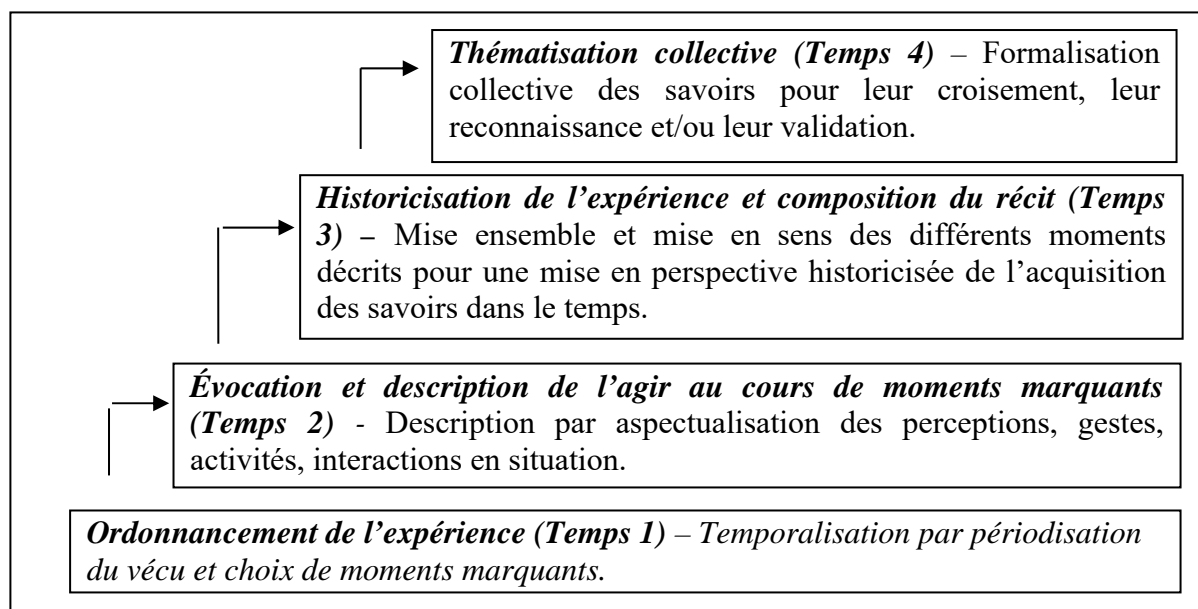 Thématisation collective (Temps 4) – Formalisation
collective des savoirs pour leur croisement, leur
reconnaissance et/ou leur validation.
Historicisation de l’expérience et composition du récit (Temps
3) – Mise ensemble et mise en sens des différents moments
décrits pour une mise en perspective historicisée de l’acquisition
des savoirs dans le temps.
Évocation et description de l’agir au cours de moments marquants
(Temps 2) - Description par aspectualisation des perceptions, gestes,
activités, interactions en situation.
Ordonnancement de l’expérience (Temps 1) – Temporalisation par périodisation
du vécu et choix de moments marquants.